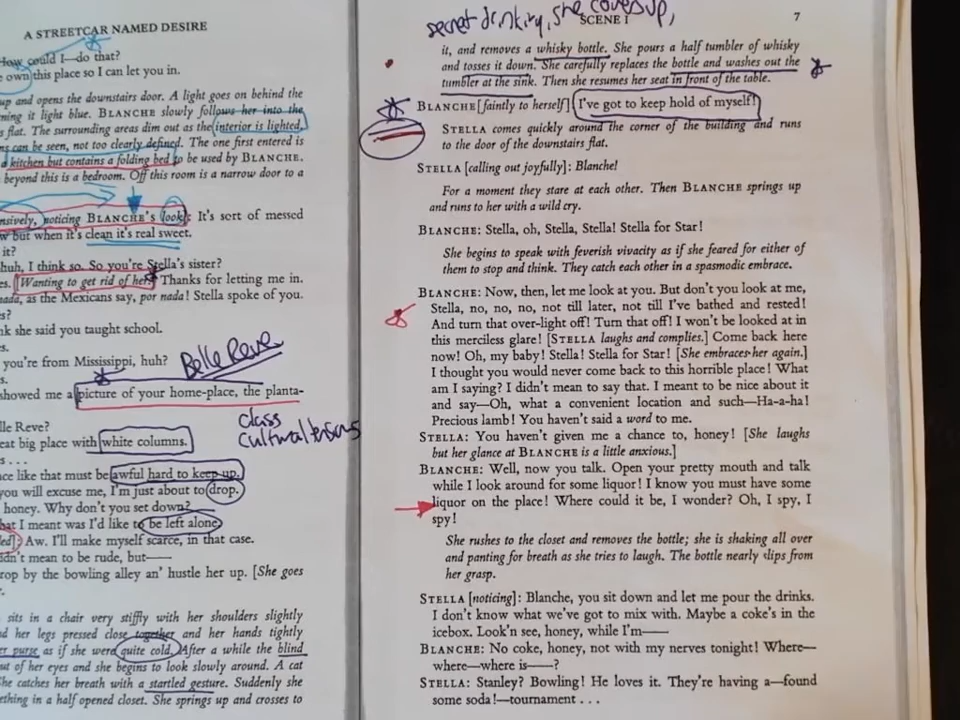 A STREETCAR NAMED DESIRE
How could I—do that?
own this place so I can let you in.
up and opens the downstairs door. A light goes on behind the
ning it light blue. BLANCHE slowly follows her into the
s flat. The surrounding areas dim out as the interior is lighted,
ns can be seen, not too clearly defined. The one first entered is
kitchen but contains a folding bed to be used by BLANCHE.
beyond this is a bedroom. Off this room is a narrow door to a
ensively, noticing BLANCHE'S look: It's sort of messed
w but when it's clean it's real sweet.
it?
huh, I think so. So you're Stella's sister?
es. [Wanting to get rid of her] Thanks for letting me in.
nada, as the Mexicans say, por nada! Stella spoke of you.
s?
nk she said you taught school.
s.
you're from Mississippi, huh?
Belle Reve
s.
showed me a picture of your home-place, the planta-
class
Cultural
lle Reve?
eat big place with white columns.
s . . .
ce like that must be awful hard to keep up.
you will excuse me, I'm just about to drop.
honey. Why don't you set down?
hat I meant was I'd like to be left alone.
ed] Aw. I'll make myself scarce, in that case.
dn't mean to be rude, but——
rop by the bowling alley an' hustle her up. [She goes
r.
sits in a chair very stiffly with her shoulders slightly
d her legs pressed close together and her hands tightly
er purse as if she were quite cold. After a while the blind
out of her eyes and she begins to look slowly around. A cat
She catches her breath with a startled gesture. Suddenly she
ething in a half opened closet. She springs up and crosses to
secret drinking, she covers up,
SCENE I 7
it, and removes a whisky bottle. She pours a half tumbler of whisky
and tosses it down. She carefully replaces the bottle and washes out the
tumbler at the sink. Then she resumes her seat in front of the table.
BLANCHE [faintly to herself] I've got to keep hold of myself!
STELLA comes quickly around the corner of the building and runs
to the door of the downstairs flat.
STELLA [calling out joyfully]: Blanche!
For a moment they stare at each other. Then BLANCHE springs up
and runs to her with a wild cry.
BLANCHE: Stella, oh, Stella, Stella! Stella for Star!
She begins to speak with feverish vivacity as if she feared for either of
them to stop and think. They catch each other in a spasmodic embrace.
BLANCHE: Now, then, let me look at you. But don't you look at me,
Stella, no, no, no, not till later, not till I've bathed and rested!
And turn that over-light off! Turn that off! I won't be looked at in
this merciless glare! [STELLA laughs and complies.] Come back here
now! Oh, my baby! Stella! Stella for Star! [She embraces her again.]
I thought you would never come back to this horrible place! What
am I saying? I didn't mean to say that. I meant to be nice about it
and say—Oh, what a convenient location and such—Ha-a-ha!
Precious lamb! You haven't said a word to me.
STELLA: You haven't given me a chance to, honey! [She laughs
but her glance at BLANCHE is a little anxious.]
BLANCHE: Well, now you talk. Open your pretty mouth and talk
while I look around for some liquor! I know you must have some
liquor on the place! Where could it be, I wonder? Oh, I spy, I
spy!
She rushes to the closet and removes the bottle; she is shaking all over
and panting for breath as she tries to laugh. The bottle nearly slips from
her grasp.
STELLA [noticing]: Blanche, you sit down and let me pour the drinks.
I don't know what we've got to mix with. Maybe a coke's in the
icebox. Look'n see, honey, while I'm——
BLANCHE: No coke, honey, not with my nerves tonight! Where—
where—where is——?
STELLA: Stanley? Bowling! He loves it. They're having a—found
some soda!—tournament . . .